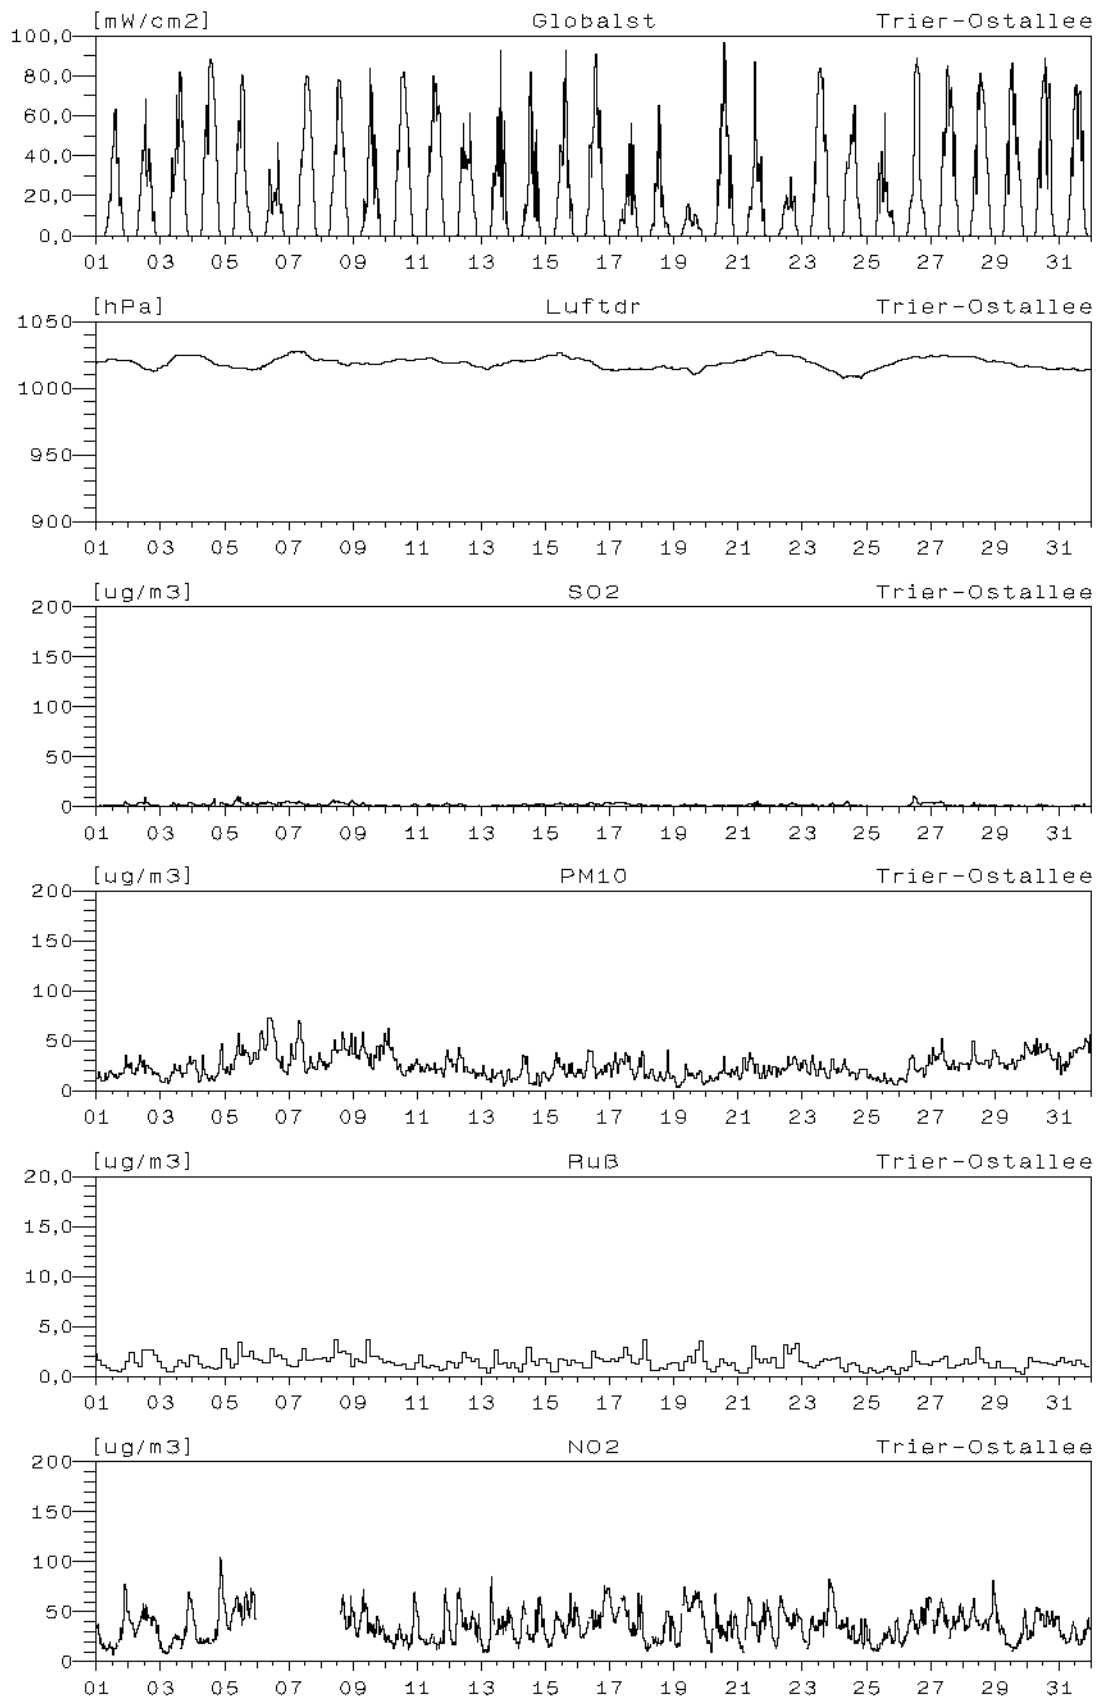 [mW/cm2] Globalst Trier-Ostallee
100,0
80,0
60,0
40,0
20,0
0,0
01 03 05 07 09 11 13 15 17 19 21 23 25 27 29 31
[hPa] Luftdr Trier-Ostallee
1050
1000
950
900
01 03 05 07 09 11 13 15 17 19 21 23 25 27 29 31
[ug/m3] SO2 Trier-Ostallee
200
150
100
50
0
01 03 05 07 09 11 13 15 17 19 21 23 25 27 29 31
[ug/m3] PM10 Trier-Ostallee
200
150
100
50
0
01 03 05 07 09 11 13 15 17 19 21 23 25 27 29 31
[ug/m3] Ruß Trier-Ostallee
20,0
15,0
10,0
5,0
0,0
01 03 05 07 09 11 13 15 17 19 21 23 25 27 29 31
[ug/m3] NO2 Trier-Ostallee
200
150
100
50
0
01 03 05 07 09 11 13 15 17 19 21 23 25 27 29 31